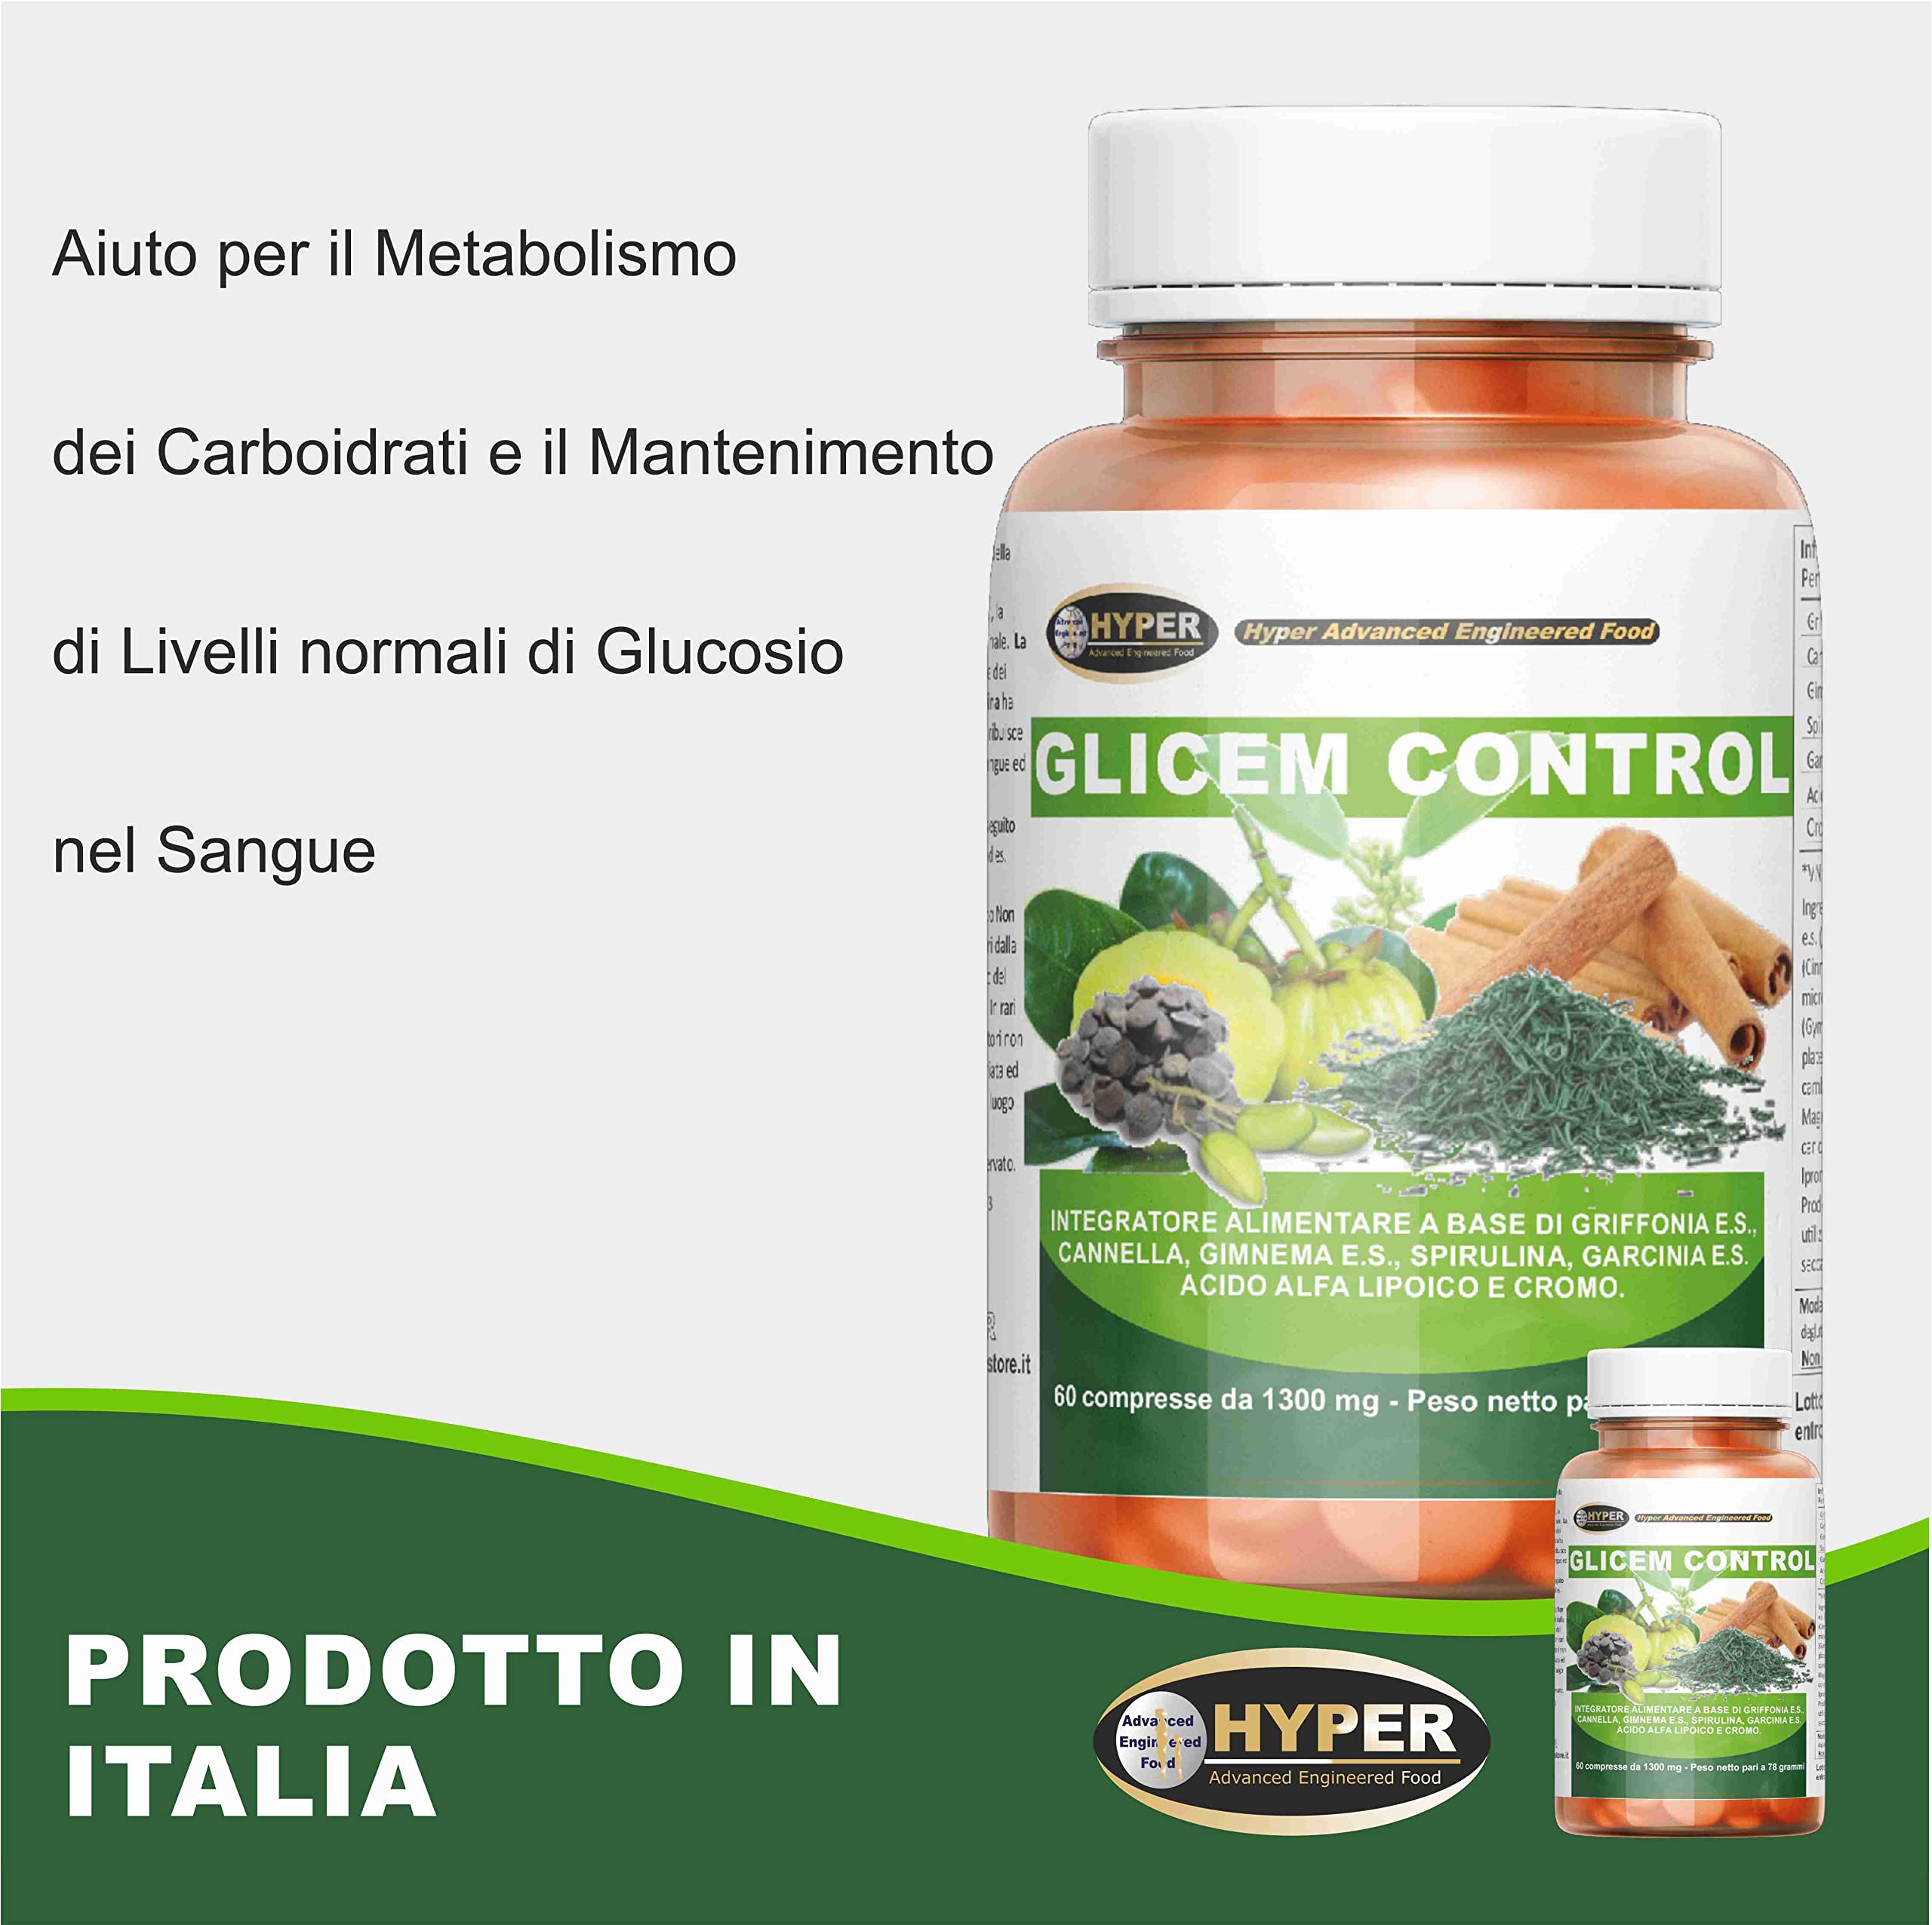 Aiuto per il Metabolismo
dei Carboidrati e il Mantenimento
di Livelli normali di Glucosio
nel Sangue
HYPER
Advanced Engineered Food
Hyper Advanced Engineered Food
GLICEM CONTROL
INTEGRATORE ALIMENTARE A BASE DI GRIFFONIA E.S.,
CANNELLA, GIMNEMA E.S., SPIRULINA, GARCINIA E.S.
ACIDO ALFA LIPOICO E CROMO.
60 compresse da 1300 mg - Peso netto
store.it
PRODOTTO IN
ITALIA
Advanced
Engineered
Food
HYPER
Advanced Engineered Food
HYPER
Hyper Advanced Engineered Food
GLICEM CONTROL
INTEGRATORE ALIMENTARE A BASE DI GRIFFONIA E.S.,
CANNELLA, GIMNEMA E.S., SPIRULINA, GARCINIA E.S.
ACIDO ALFA LIPOICO E CROMO.
60 compresse da 1300 mg - Peso netto pari a 78 grammi